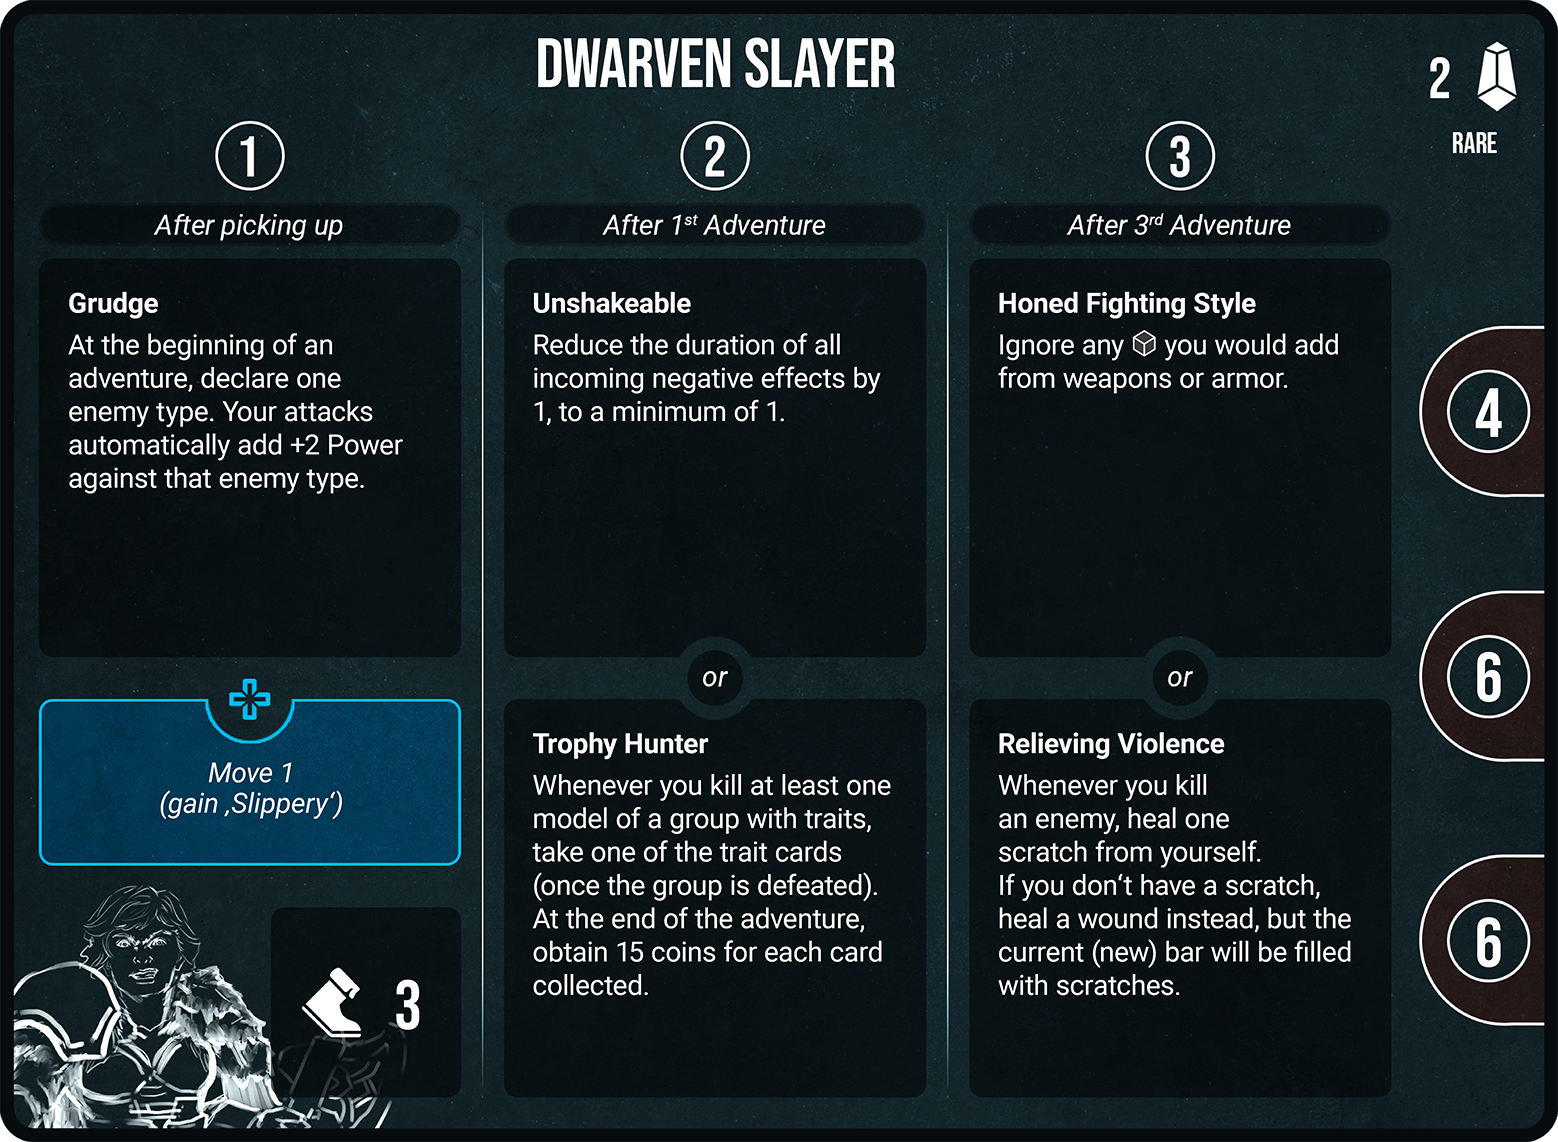 DWARVEN SLAYER
2
RARE
1
After picking up
Grudge
At the beginning of an
adventure, declare one
enemy type. Your attacks
automatically add +2 Power
against that enemy type.
Move 1
(gain ‚Slippery‘)
3
2
After 1st Adventure
Unshakeable
Reduce the duration of all
incoming negative effects by
1, to a minimum of 1.
or
Trophy Hunter
Whenever you kill at least one
model of a group with traits,
take one of the trait cards
(once the group is defeated).
At the end of the adventure,
obtain 15 coins for each card
collected.
3
After 3rd Adventure
Honed Fighting Style
Ignore any you would add
from weapons or armor.
or
Relieving Violence
Whenever you kill
an enemy, heal one
scratch from yourself.
If you don‘t have a scratch,
heal a wound instead, but the
current (new) bar will be filled
with scratches.
4
6
6